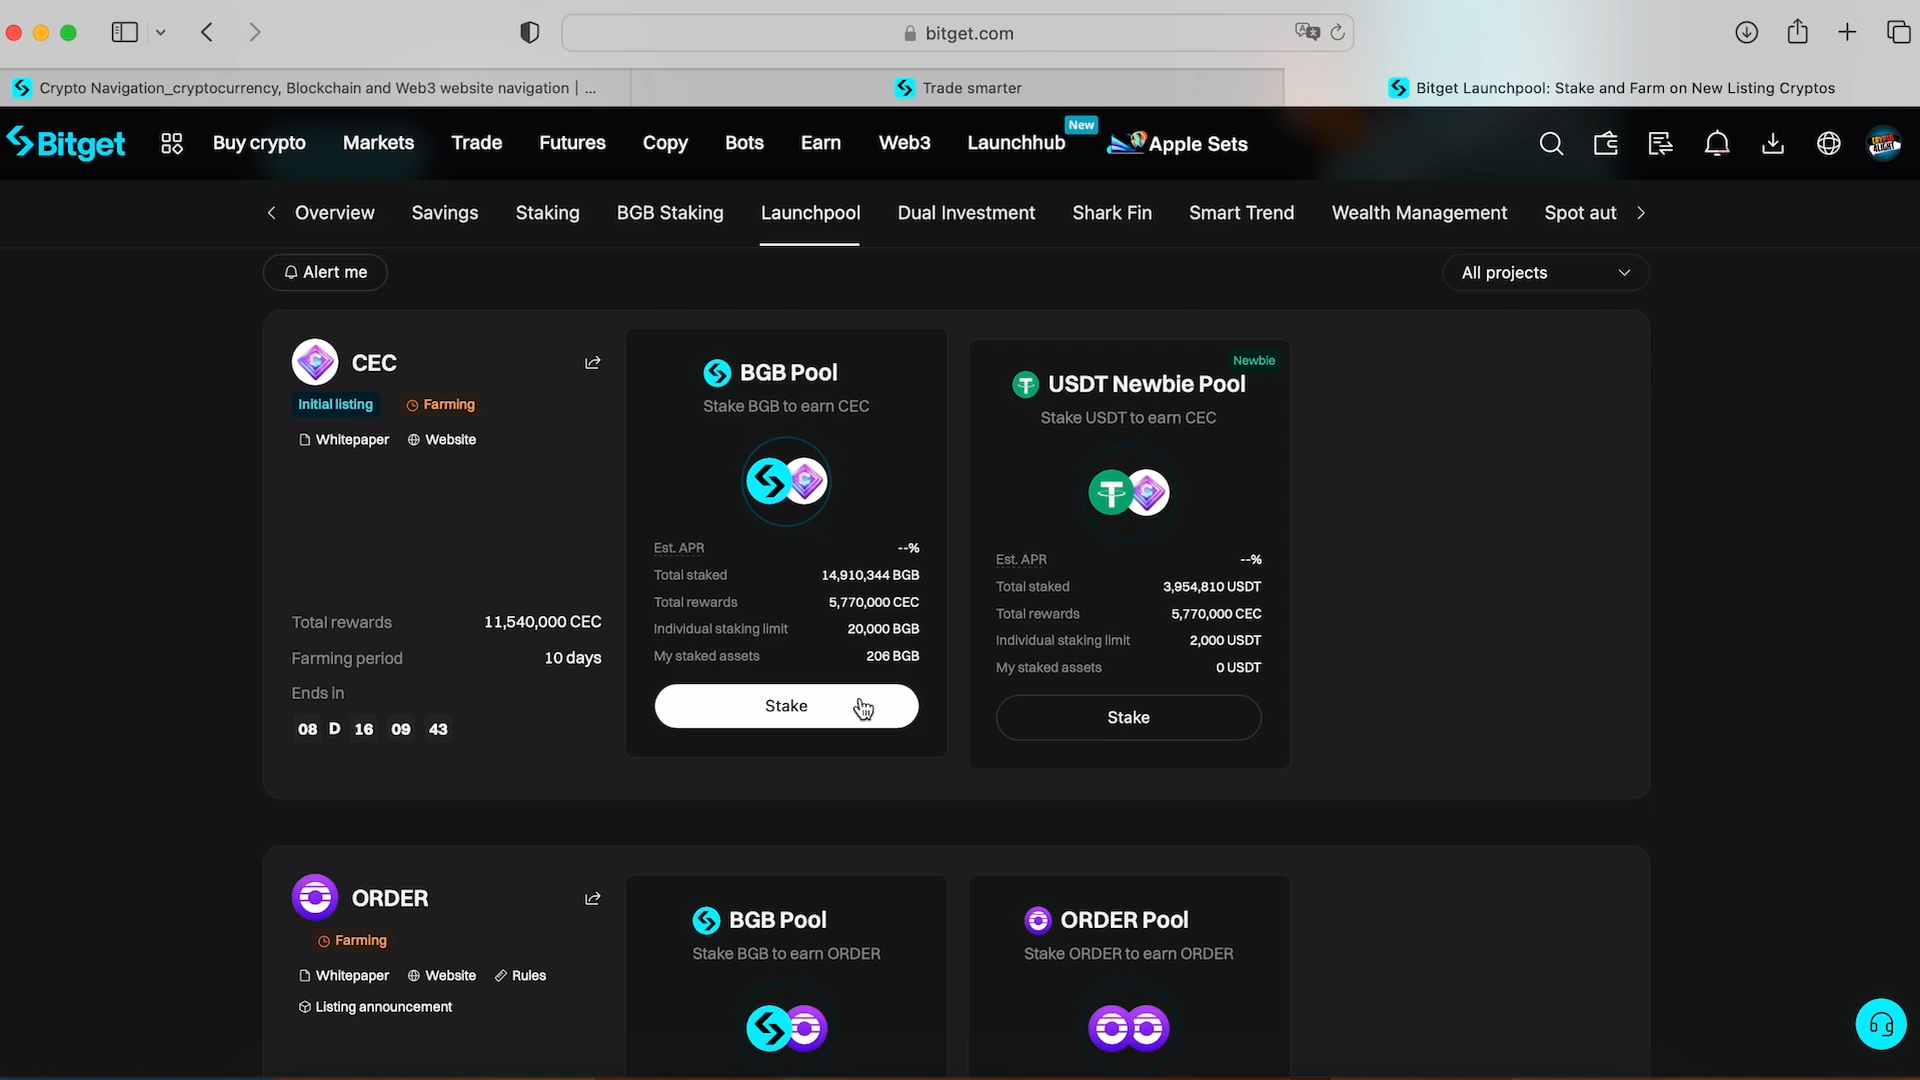 bitget.com
Crypto Navigation_cryptocurrency, Blockchain and Web3 website navigation | ...
Trade smarter
Bitget Launchpool: Stake and Farm on New Listing Cryptos
Bitget
Buy crypto
Markets
Trade
Futures
Copy
Bots
Earn
Web3
Launchhub
New
Apple Sets
Overview
Savings
Staking
BGB Staking
Launchpool
Dual Investment
Shark Fin
Smart Trend
Wealth Management
Spot aut
Alert me
All projects
CEC
Initial listing
Farming
Whitepaper
Website
Total rewards 11,540,000 CEC
Farming period 10 days
Ends in
08 D 16 09 43
BGB Pool
Stake BGB to earn CEC
Est. APR --%
Total staked 14,910,344 BGB
Total rewards 5,770,000 CEC
Individual staking limit 20,000 BGB
My staked assets 206 BGB
Stake
Newbie
USDT Newbie Pool
Stake USDT to earn CEC
Est. APR --%
Total staked 3,954,810 USDT
Total rewards 5,770,000 CEC
Individual staking limit 2,000 USDT
My staked assets 0 USDT
Stake
ORDER
Farming
Whitepaper
Website
Rules
Listing announcement
BGB Pool
Stake BGB to earn ORDER
ORDER Pool
Stake ORDER to earn ORDER